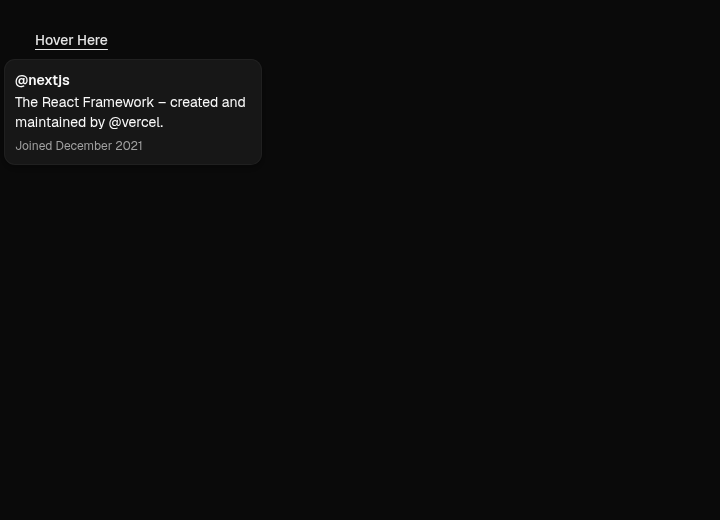 Hover Here
@nextjs
The React Framework – created and
maintained by @vercel.
Joined December 2021